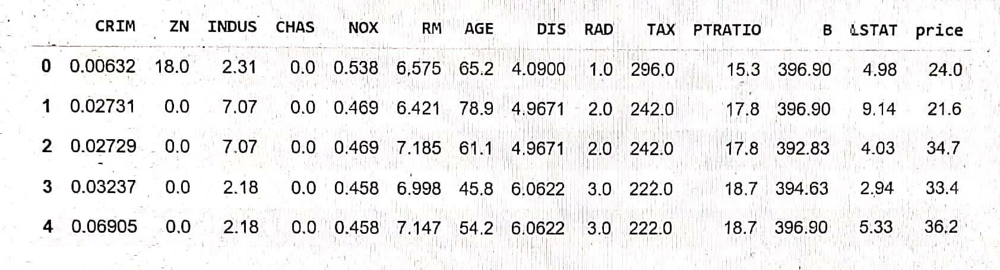 CRIM ZN INDUS CHAS NOX RM AGE DIS RAD TAX PTRATIO B LSTAT price
0 0.00632 18.0 2.31 0.0 0.538 6.575 65.2 4.0900 1.0 296.0 15.3 396.90 4.98 24.0
1 0.02731 0.0 7.07 0.0 0.469 6.421 78.9 4.9671 2.0 242.0 17.8 396.90 9.14 21.6
2 0.02729 0.0 7.07 0.0 0.469 7.185 61.1 4.9671 2.0 242.0 17.8 392.83 4.03 34.7
3 0.03237 0.0 2.18 0.0 0.458 6.998 45.8 6.0622 3.0 222.0 18.7 394.63 2.94 33.4
4 0.06905 0.0 2.18 0.0 0.458 7.147 54.2 6.0622 3.0 222.0 18.7 396.90 5.33 36.2